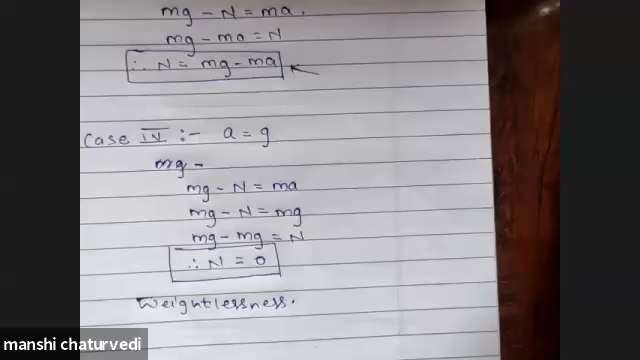 mg - N = ma.
mg - ma = N
∴ N = mg - ma
Case IV :- a = g
mg -
mg - N = ma
mg - N = mg
mg - mg = N
∴ N = 0
Weightlessness.
manshi chaturvedi